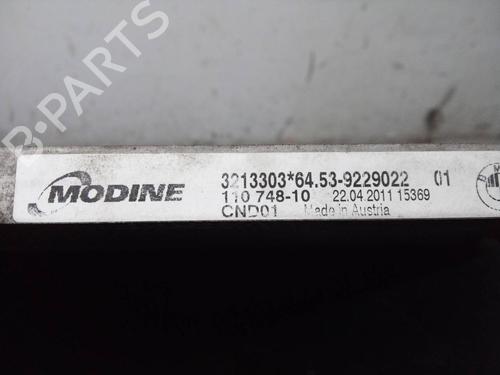 B-PARTS
MODINE
3213303*64.53-9229022 01
110 748-10 22.04.2011 15369
CND01 Made in Austria